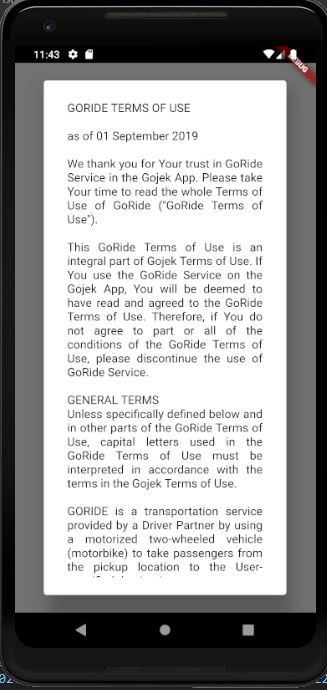 11:43
DEBUG
GORIDE TERMS OF USE
as of 01 September 2019
We thank you for Your trust in GoRide
Service in the Gojek App. Please take
Your time to read the whole Terms of
Use of GoRide ("GoRide Terms of
Use").
This GoRide Terms of Use is an
integral part of Gojek Terms of Use. If
You use the GoRide Service on the
Gojek App, You will be deemed to
have read and agreed to the GoRide
Terms of Use. Therefore, if You do
not agree to part or all of the
conditions of the GoRide Terms of
Use, please discontinue the use of
GoRide Service.
GENERAL TERMS
Unless specifically defined below and
in other parts of the GoRide Terms of
Use, capital letters used in the
GoRide Terms of Use must be
interpreted in accordance with the
terms in the Gojek Terms of Use.
GORIDE is a transportation service
provided by a Driver Partner by using
a motorized two-wheeled vehicle
(motorbike) to take passengers from
the pickup location to the User-